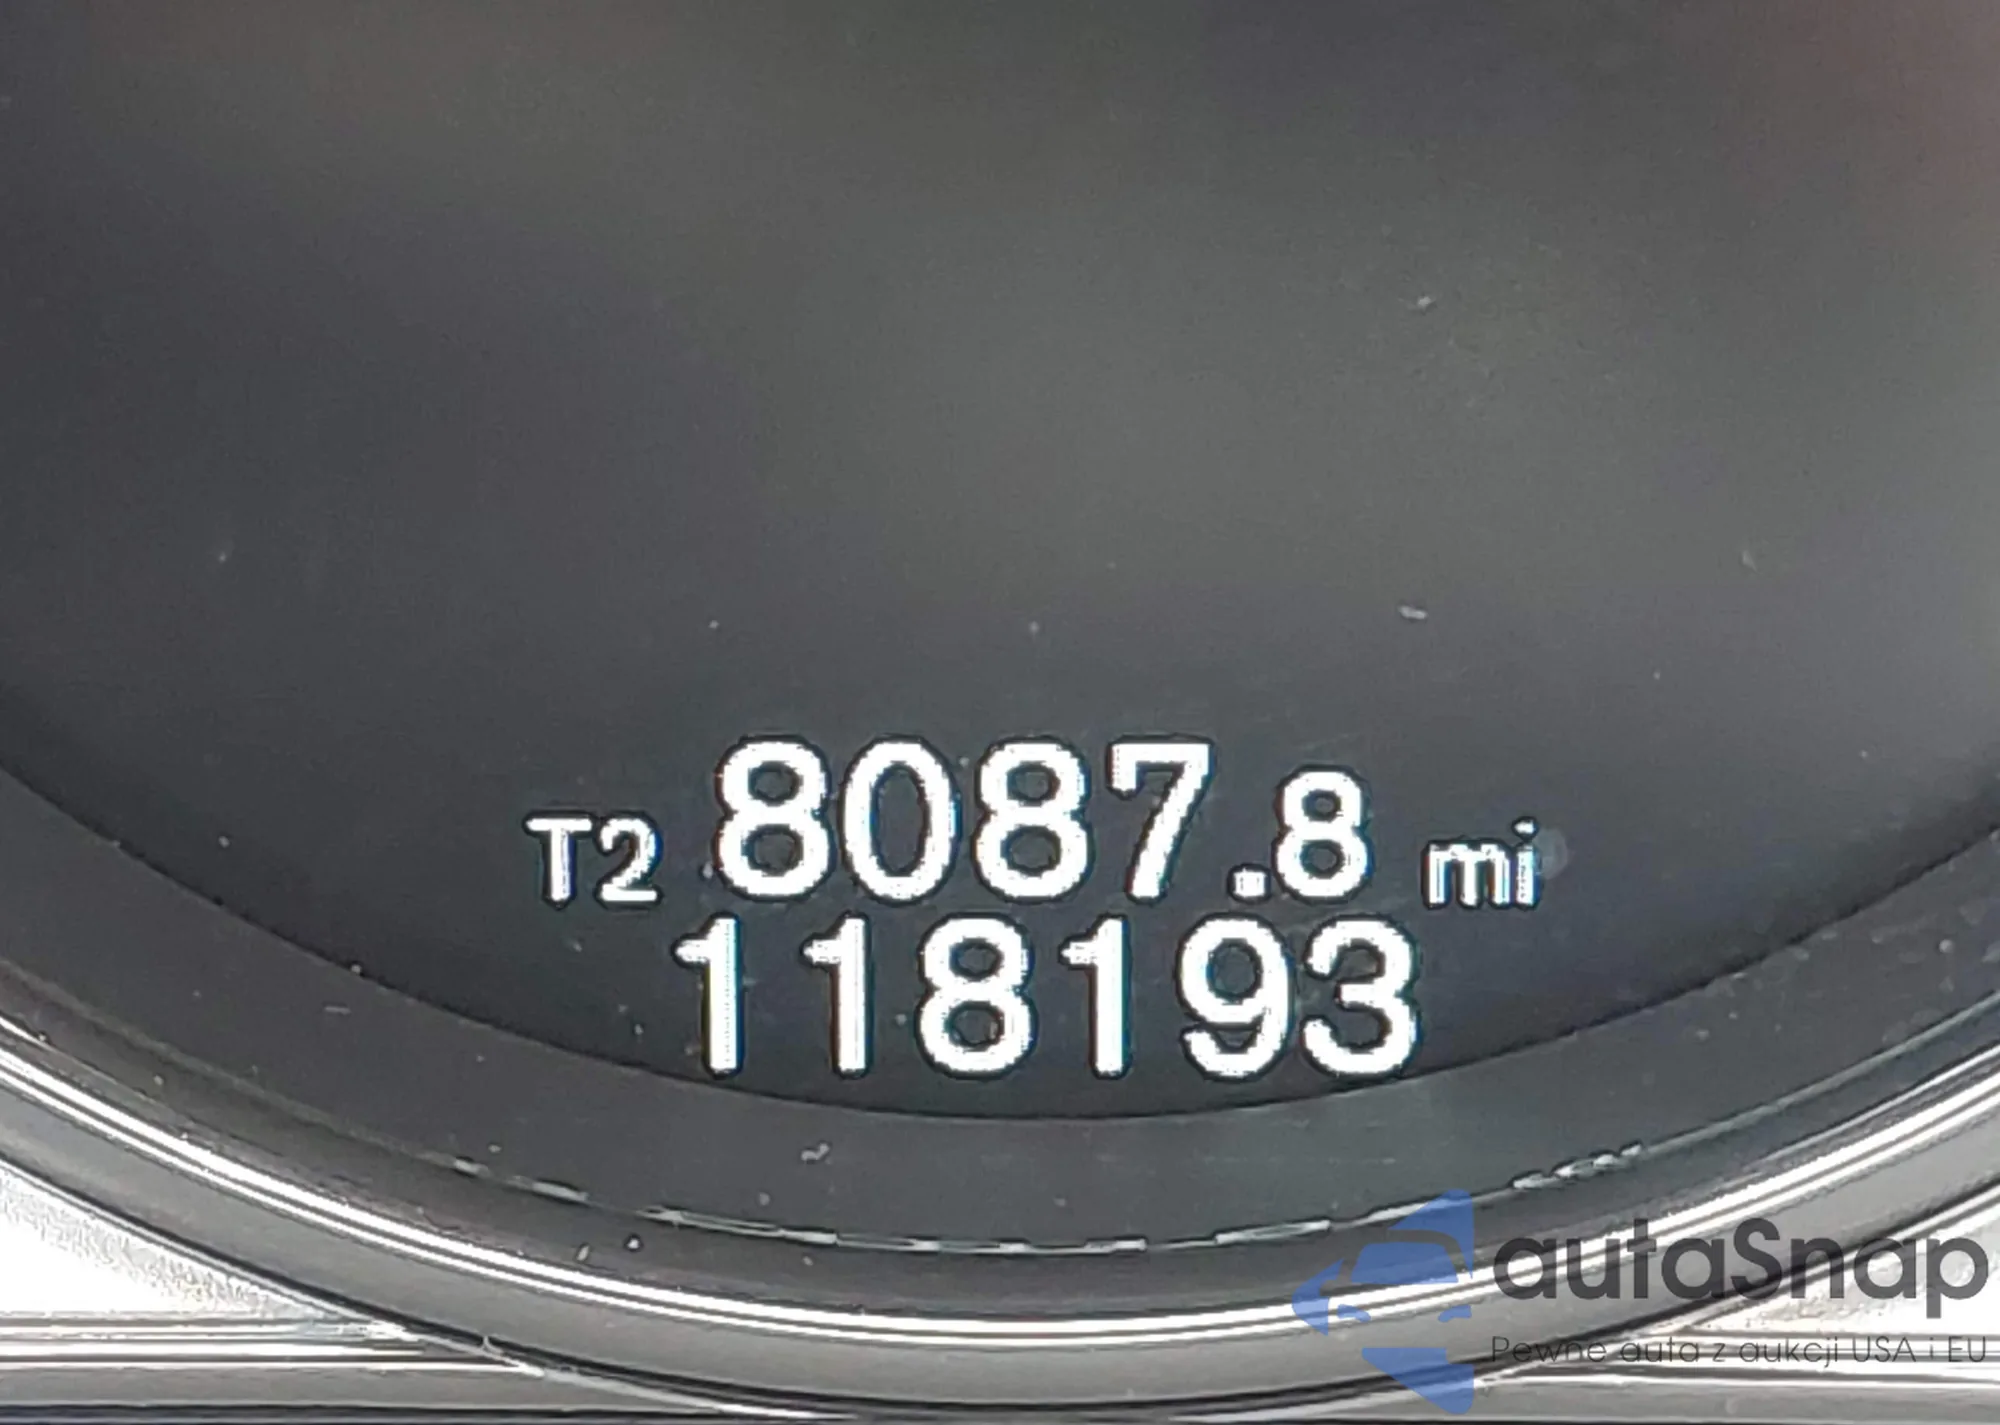 T2 8087.8 mi
118193
autaSnap
Pewne auta z aukcji USA i EU